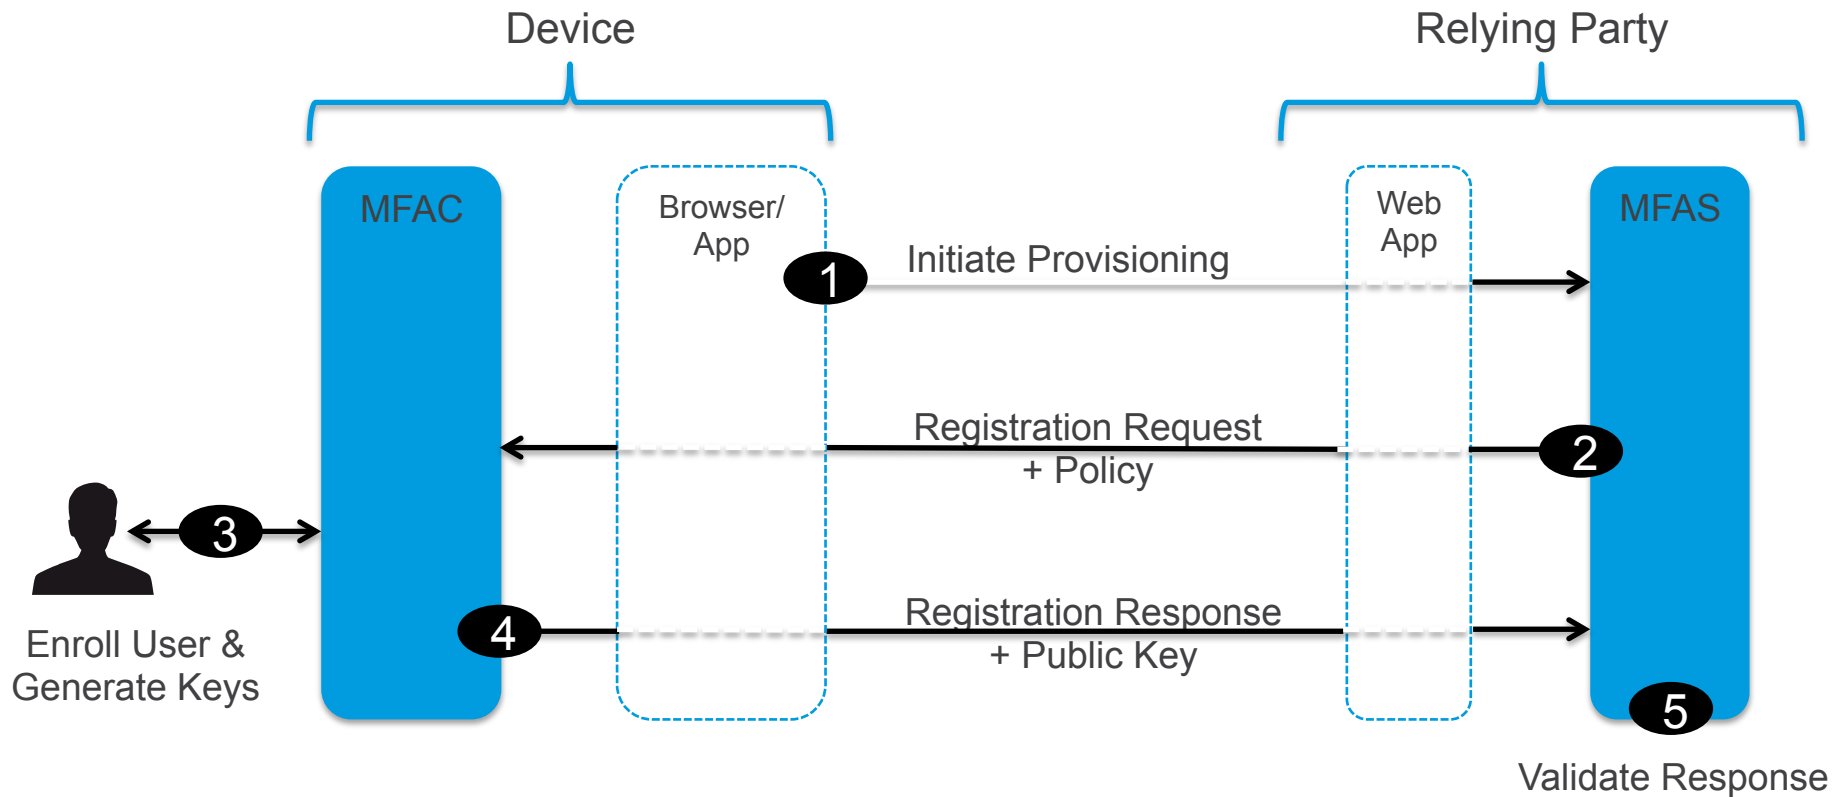 Device
Relying Party
MFAC
Browser/
App
Web
App
MFAS
1
Initiate Provisioning
Registration Request
+ Policy
2
3
Enroll User &
Generate Keys
4
Registration Response
+ Public Key
5
Validate Response